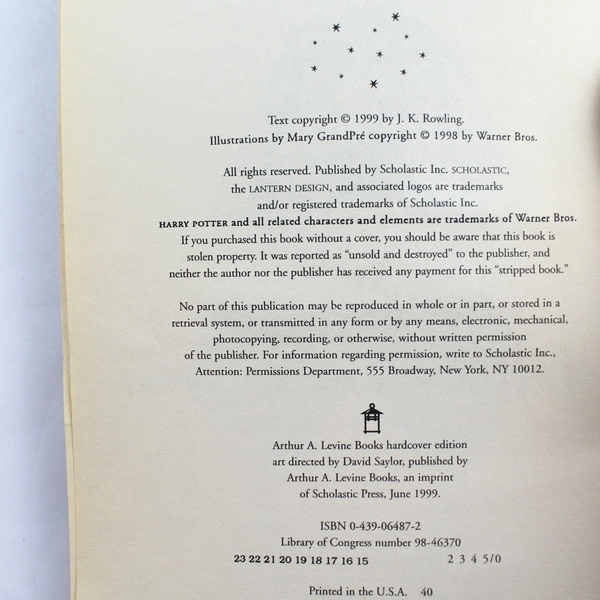 Text copyright © 1999 by J. K. Rowling.
Illustrations by Mary GrandPré copyright © 1998 by Warner Bros.
All rights reserved. Published by Scholastic Inc. SCHOLASTIC,
the LANTERN DESIGN, and associated logos are trademarks
and/or registered trademarks of Scholastic Inc.
HARRY POTTER and all related characters and elements are trademarks of Warner Bros.
If you purchased this book without a cover, you should be aware that this book is
stolen property. It was reported as “unsold and destroyed” to the publisher, and
neither the author nor the publisher has received any payment for this “stripped book.”
No part of this publication may be reproduced in whole or in part, or stored in a
retrieval system, or transmitted in any form or by any means, electronic, mechanical,
photocopying, recording, or otherwise, without written permission
of the publisher. For information regarding permission, write to Scholastic Inc.,
Attention: Permissions Department, 555 Broadway, New York, NY 10012.
Arthur A. Levine Books hardcover edition
art directed by David Saylor, published by
Arthur A. Levine Books, an imprint
of Scholastic Press, June 1999.
ISBN 0-439-06487-2
Library of Congress number 98-46370
23 22 21 20 19 18 17 16 15 2 3 4 5/0
Printed in the U.S.A. 40